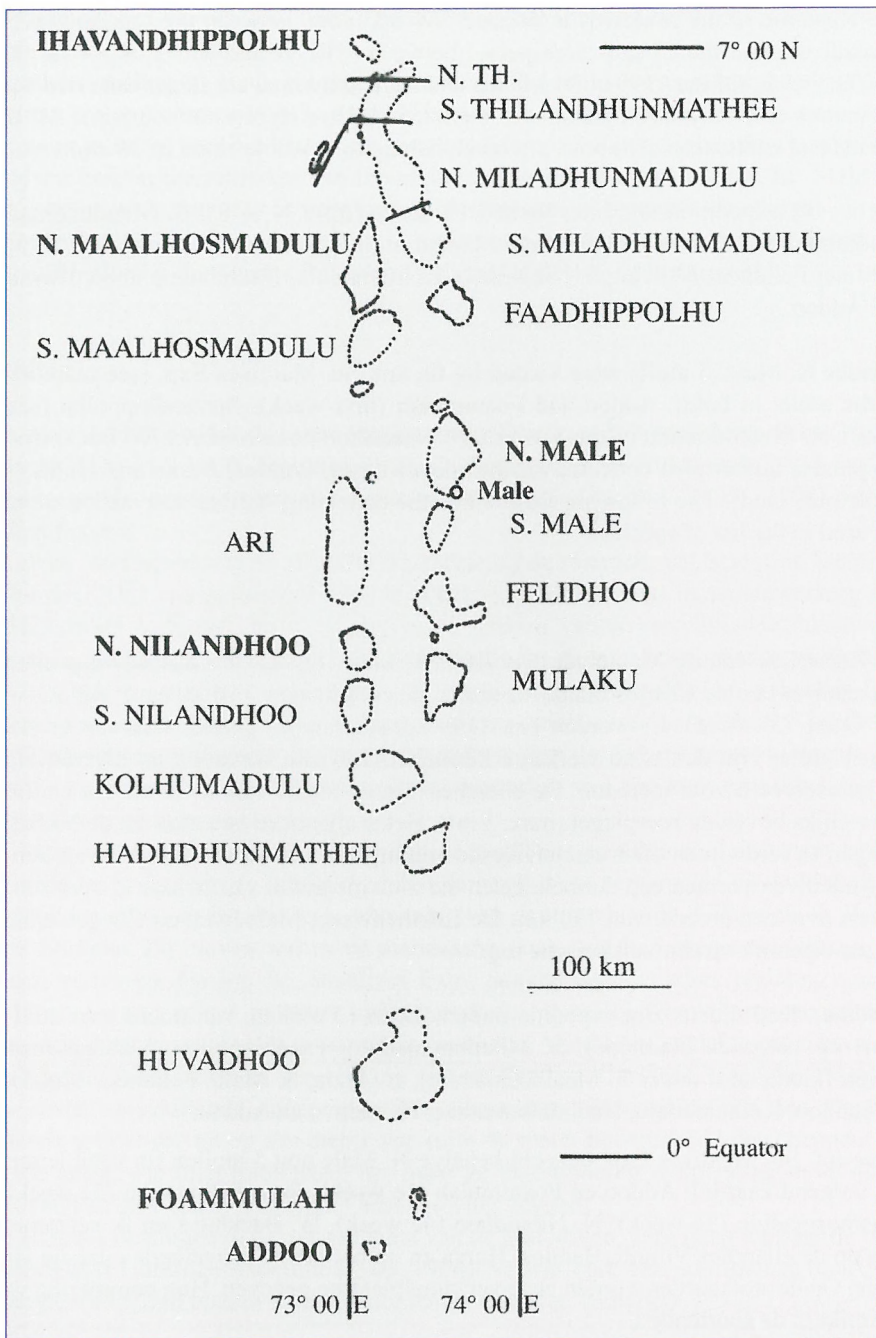 IHAVANDHIPPOLHU
7° 00 N
N. TH.
S. THILANDHUNMATHEE
N. MILADHUNMADULU
N. MAALHOSMADULU
S. MILADHUNMADULU
FAADHIPPOLHU
S. MAALHOSMADULU
N. MALE
Male
S. MALE
ARI
FELIDHOO
N. NILANDHOO
MULAKU
S. NILANDHOO
KOLHUMADULU
HADHDHUNMATHEE
100 km
HUVADHOO
0° Equator
FOAMMULAH
ADDOO
73° 00 E 74° 00 E